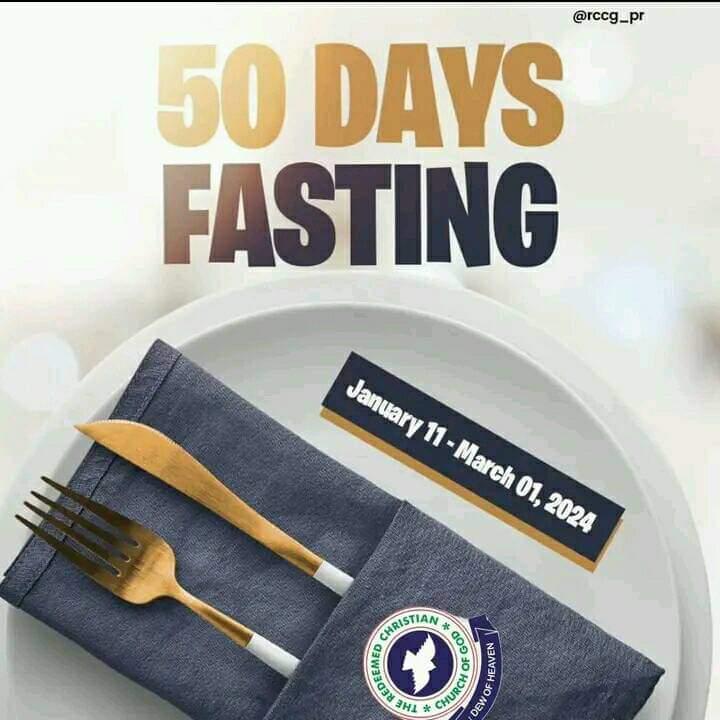 @rccg_pr
50 DAYS
FASTING
January 11 - March 01, 2024
THE REDEEMED CHRISTIAN * CHURCH OF GOD *
DEW OF HEAVEN